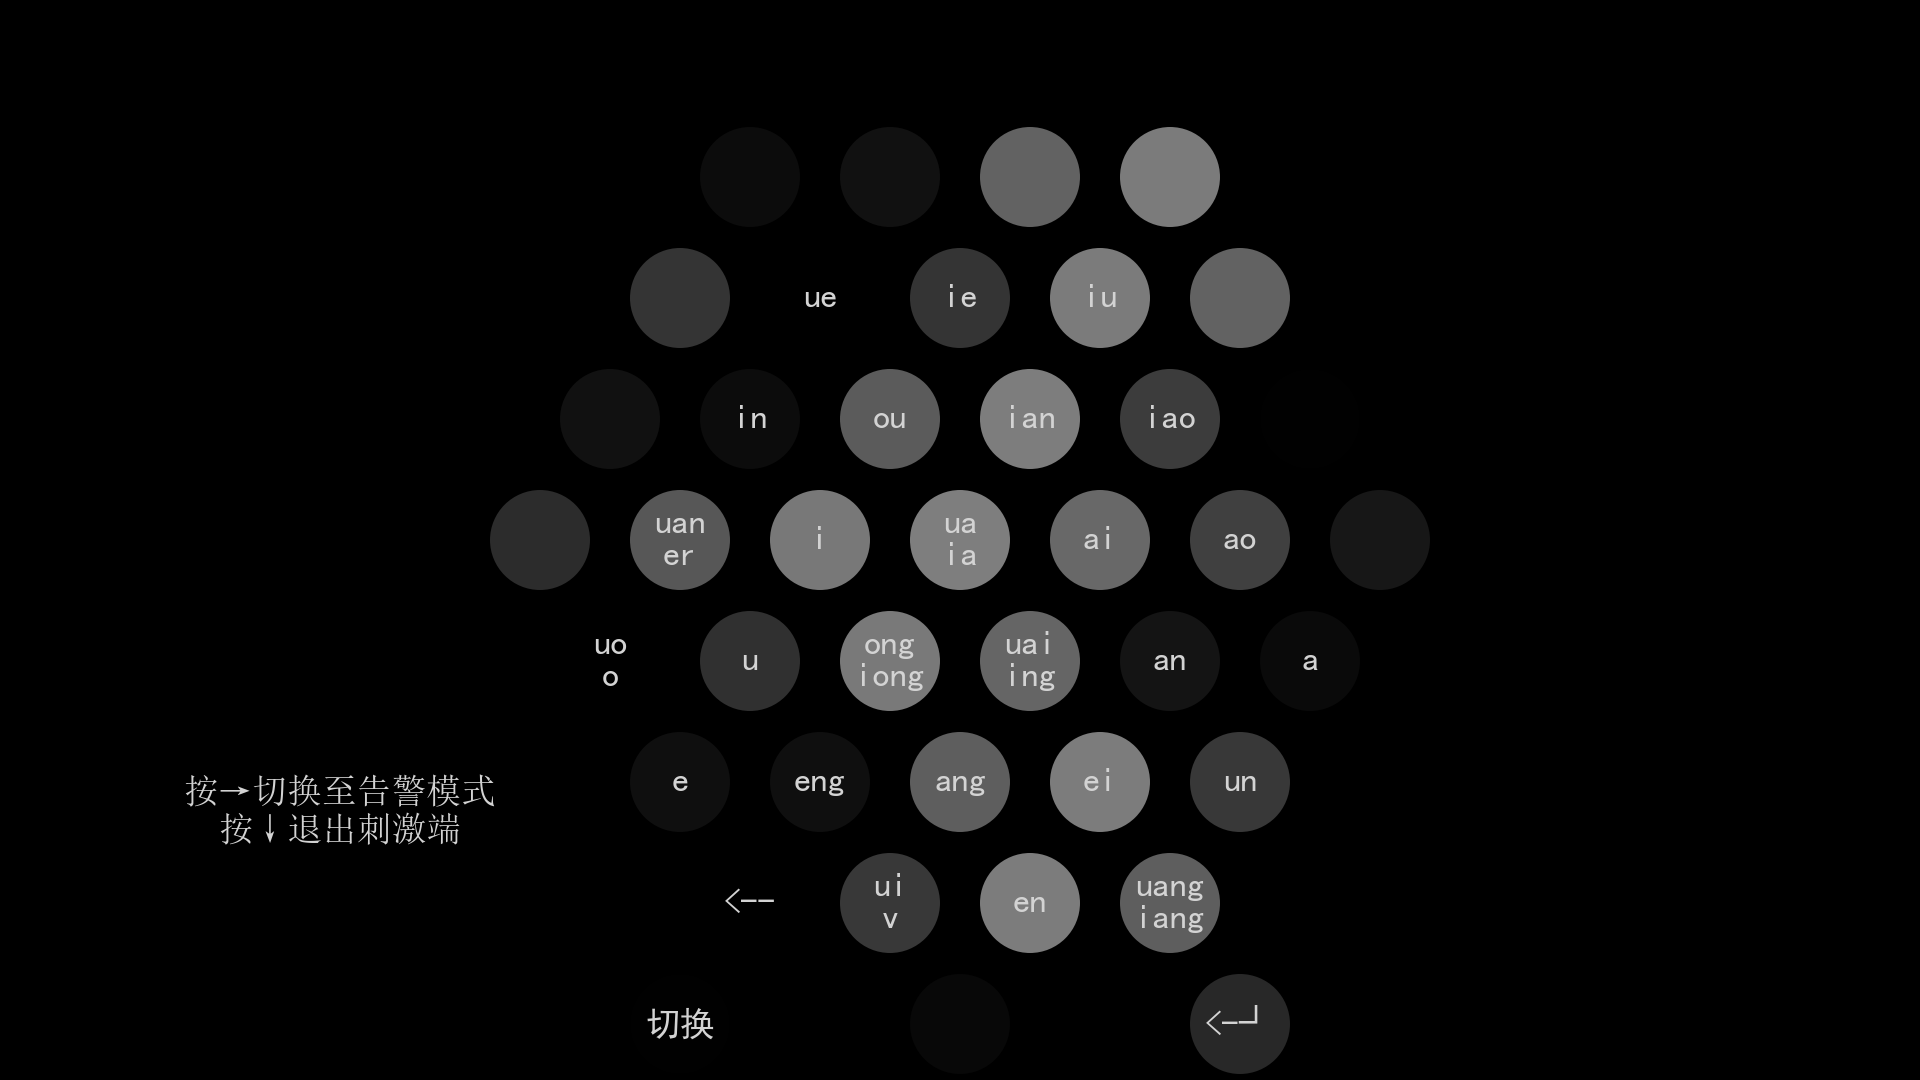 ue
ie
iu
in
ou
ian
iao
uan
er
i
ua
ia
ai
ao
uo
o
u
ong
iong
uai
ing
an
a
e
eng
ang
ei
un
按→切换至告警模式
按↓退出刺激端
<--
ui
v
en
uang
iang
切换
<-┘